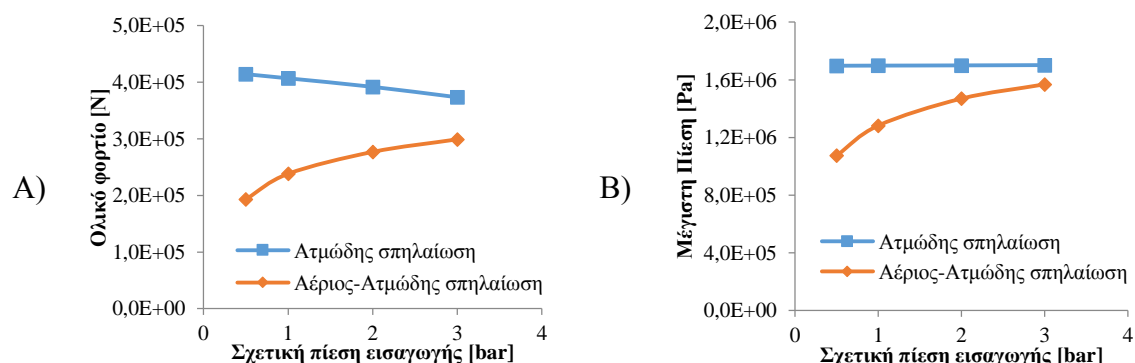 A)
Ολικό φορτίο [N]
5,0E+05
4,0E+05
3,0E+05
2,0E+05
1,0E+05
0,0E+00
Ατμώδης σπηλαίωση
Αέριος-Ατμώδης σπηλαίωση
0 1 2 3 4
Σχετική πίεση εισαγωγής [bar]
B)
Μέγιστη Πίεση [Pa]
2,0E+06
1,6E+06
1,2E+06
8,0E+05
4,0E+05
0,0E+00
Ατμώδης σπηλαίωση
Αέριος-Ατμώδης σπηλαίωση
0 1 2 3 4
Σχετική πίεση εισαγωγής [bar]